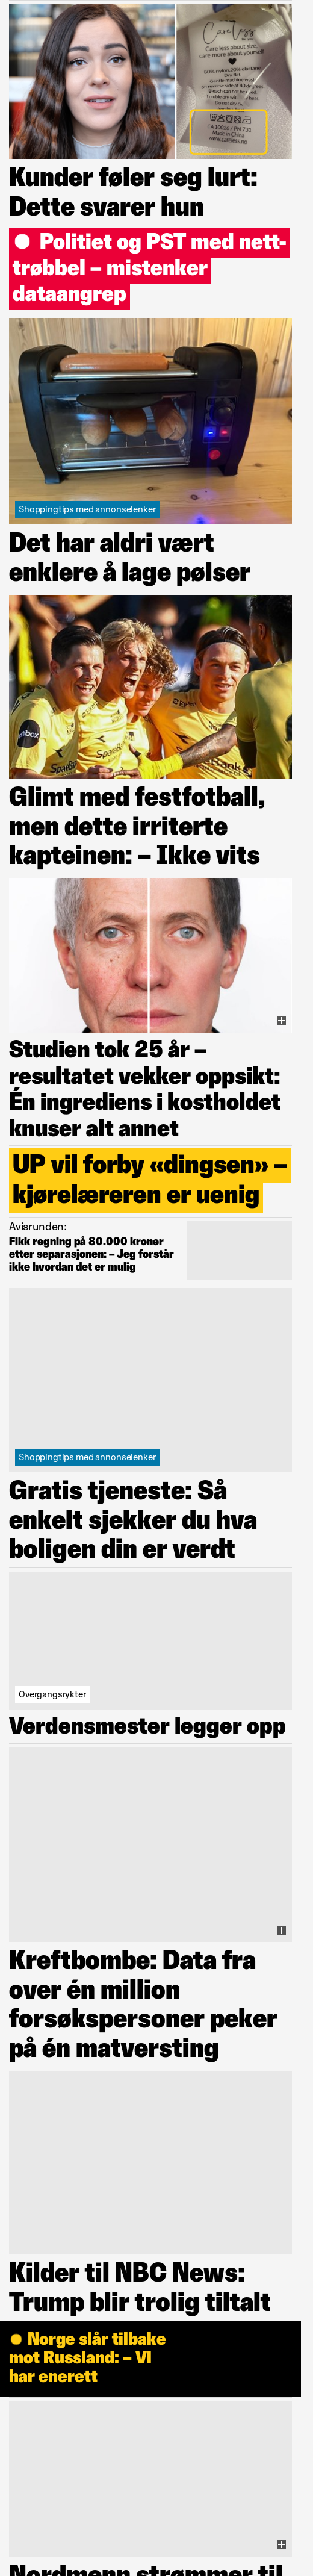 Careless
Care less about size,
care more about yourself
CA 10026 / PN 731
Made in China
www.careless.no
Kunder føler seg lurt:
Dette svarer hun
Politiet og PST med nett-
trøbbel – mistenker
dataangrep
Shoppingtips med annonselenker
Det har aldri vært
enklere å lage pølser
Glimt med festfotball,
men dette irriterte
kapteinen: – Ikke vits
Studien tok 25 år –
resultatet vekker oppsikt:
Én ingrediens i kostholdet
knuser alt annet
UP vil forby «dingsen» –
kjørelæreren er uenig
Avisrunden:
Fikk regning på 80.000 kroner
etter separasjonen: – Jeg forstår
ikke hvordan det er mulig
Shoppingtips med annonselenker
Gratis tjeneste: Så
enkelt sjekker du hva
boligen din er verdt
Overgangsrykter
Verdensmester legger opp
Kreftbombe: Data fra
over én million
forsøkspersoner peker
på én matversting
Kilder til NBC News:
Trump blir trolig tiltalt
Norge slår tilbake
mot Russland: – Vi
har enerett
Nordmenn strømmer til